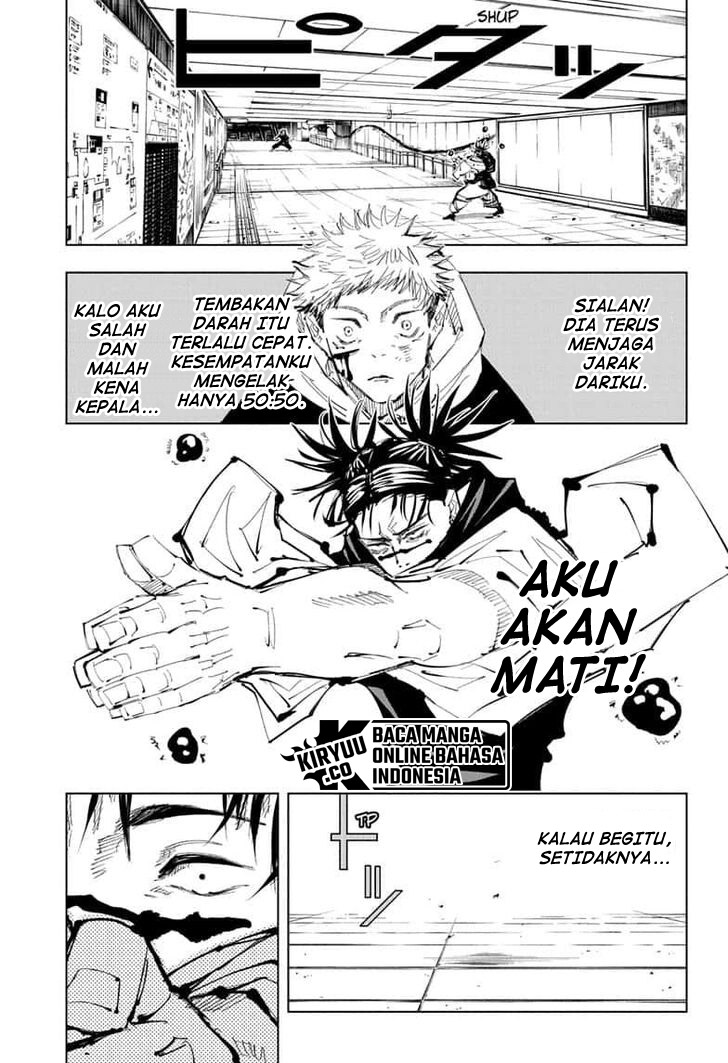 SHUP
ピタッ
SIALAN!
DIA TERUS
MENJAGA
JARAK
DARIKU.
TEMBAKAN
DARAH ITU
TERLALU CEPAT.
KESEMPATANKU
MENGELAK
HANYA 50:50.
KALO AKU
SALAH
DAN
MALAH
KENA
KEPALA...
AKU
AKAN
MATI!
KIRYUU
.CO
BACA MANGA
ONLINE BAHASA
INDONESIA
TP
KALAU BEGITU,
SETIDAKNYA...